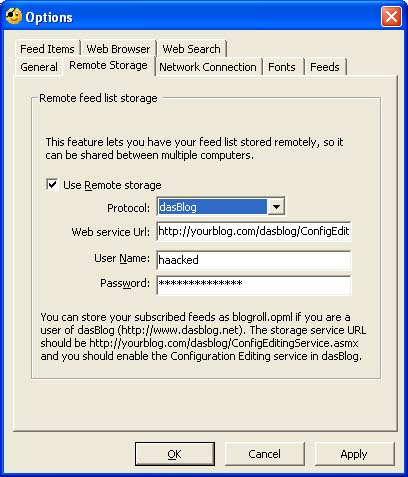 Options
Feed Items Web Browser Web Search
General Remote Storage Network Connection Fonts Feeds
Remote feed list storage
This feature lets you have your feed list stored remotely, so it
can be shared between multiple computers.
Use Remote storage
Protocol: dasBlog
Web service Url: http://yourblog.com/dasblog/ConfigEdit
User Name: haacked
Password: **************
You can store your subscribed feeds as blogroll.opml if you are a
user of dasBlog (http://www.dasblog.net). The storage service URL
should be http://yourblog.com/dasblog/ConfigEditingService.asmx
and you should enable the Configuration Editing service in dasBlog.
OK Cancel Apply